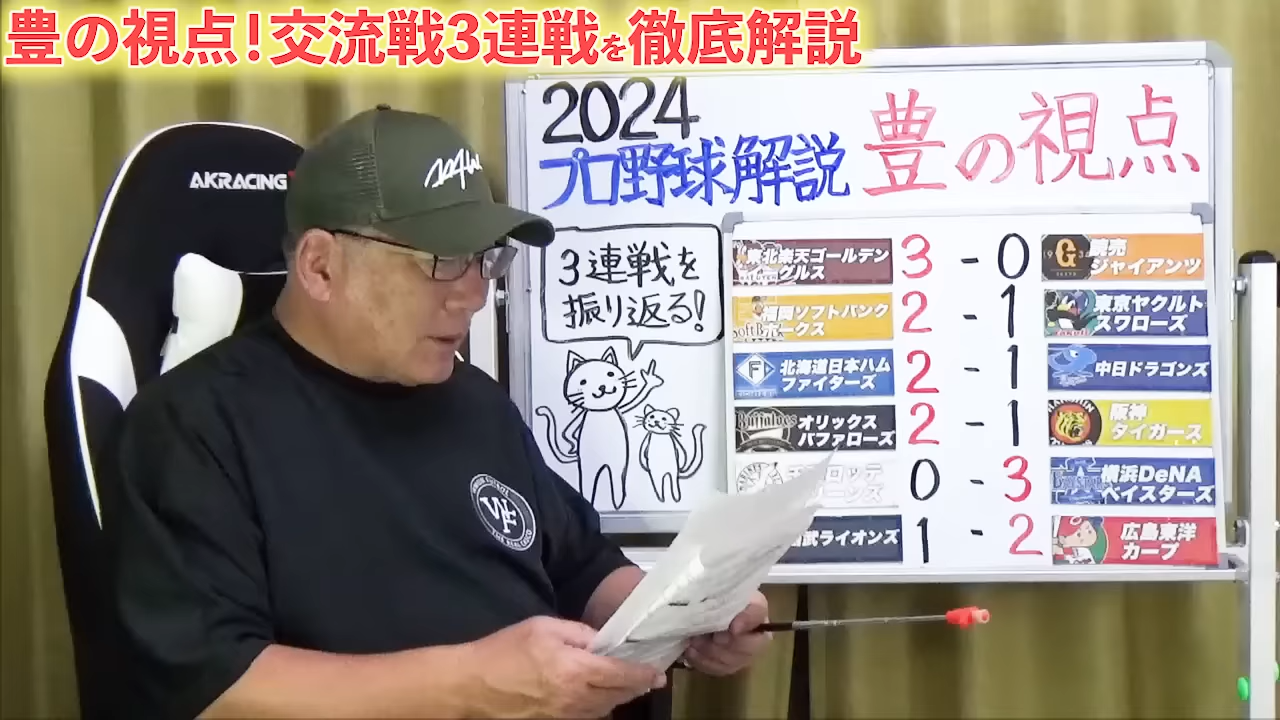 豊の視点!交流戦3連戦を徹底解説
2024
プロ野球解説
豊の視点
3連戦を
振り返る!
AKRACING
東北楽天ゴールデン
グルス
3 - 0
読売
ジャイアンツ
福岡ソフトバンク
ホークス
2 - 1
東京ヤクルト
スワローズ
北海道日本ハム
ファイターズ
2 - 1
中日ドラゴンズ
Buffaloes
オリックス
バファローズ
2 - 1
阪神
タイガース
ロッテ
ーンズ
0 - 3
横浜DeNA
ベイスターズ
武ライオンズ
1 - 2
広島東洋
カープ